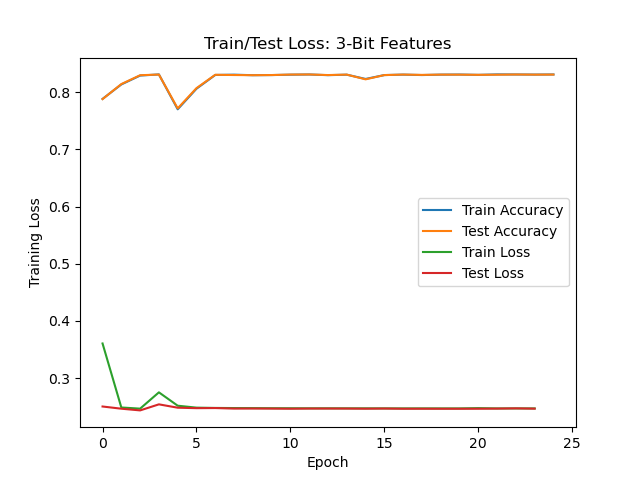 Train/Test Loss: 3-Bit Features
Training Loss
0.8
0.7
0.6
0.5
0.4
0.3
Train Accuracy
Test Accuracy
Train Loss
Test Loss
0 5 10 15 20 25
Epoch